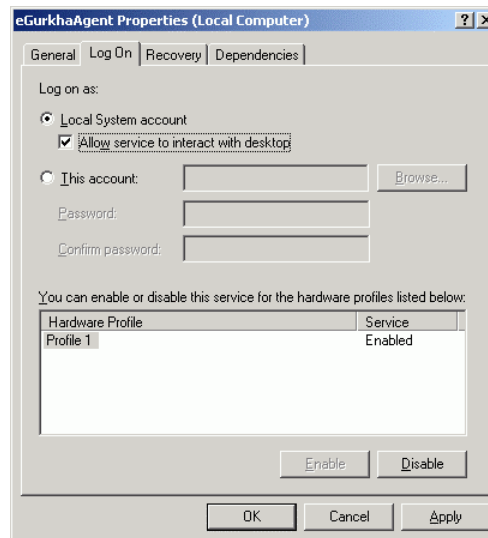 eGurkhaAgent Properties (Local Computer)
General Log On Recovery Dependencies
Log on as:
Local System account
Allow service to interact with desktop
This account: Browse...
Password:
Confirm password:
You can enable or disable this service for the hardware profiles listed below:
Hardware Profile Service
Profile 1 Enabled
Enable Disable
OK Cancel Apply